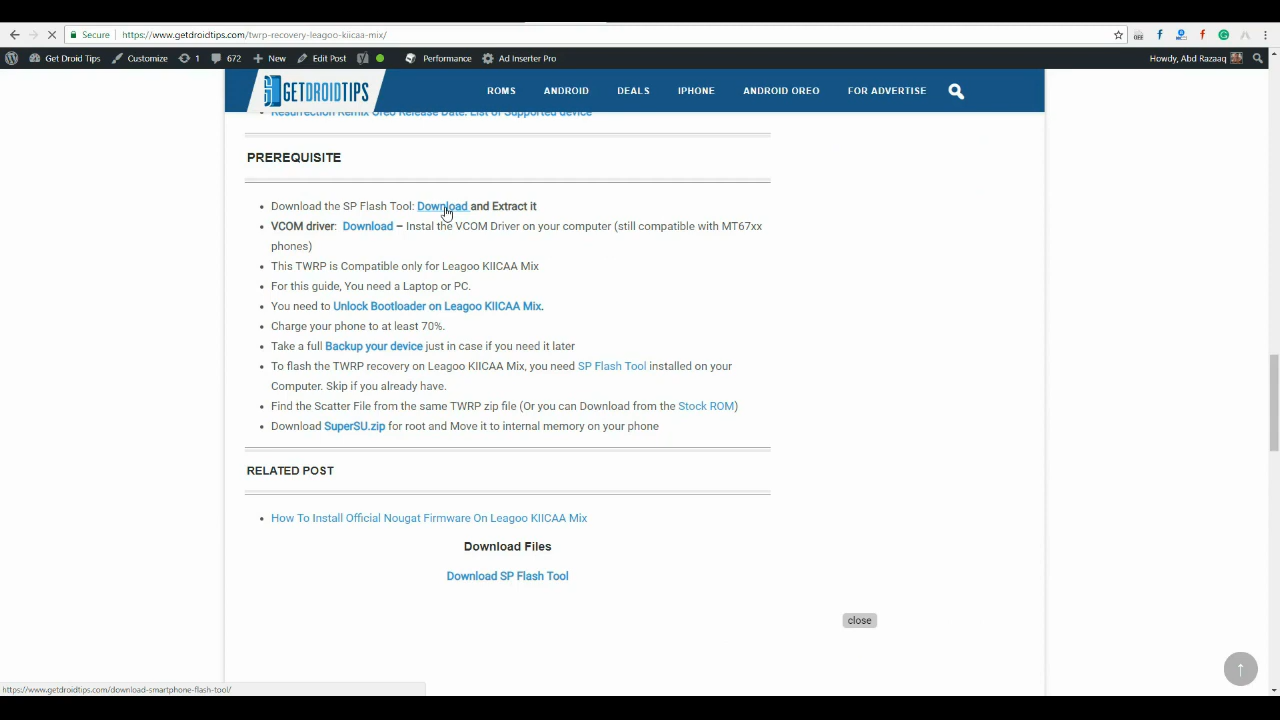 Secure https://www.getdroidtips.com/twrp-recovery-leagoo-kiicaa-mix/
Get Droid Tips Customize 1 672 New Edit Post Performance Ad Inserter Pro Howdy, Abd Razaaq
GETDROIDTIPS ROMS ANDROID DEALS IPHONE ANDROID OREO FOR ADVERTISE
Resurrection Remix Oreo Release Date: List of Supported device
PREREQUISITE
Download the SP Flash Tool: Download and Extract it
VCOM driver: Download – Instal the VCOM Driver on your computer (still compatible with MT67xx
phones)
This TWRP is Compatible only for Leagoo KIICAA Mix
For this guide, You need a Laptop or PC.
You need to Unlock Bootloader on Leagoo KIICAA Mix.
Charge your phone to at least 70%.
Take a full Backup your device just in case if you need it later
To flash the TWRP recovery on Leagoo KIICAA Mix, you need SP Flash Tool installed on your
Computer. Skip if you already have.
Find the Scatter File from the same TWRP zip file (Or you can Download from the Stock ROM)
Download SuperSU.zip for root and Move it to internal memory on your phone
RELATED POST
How To Install Official Nougat Firmware On Leagoo KIICAA Mix
Download Files
Download SP Flash Tool
close
https://www.getdroidtips.com/download-smartphone-flash-tool/